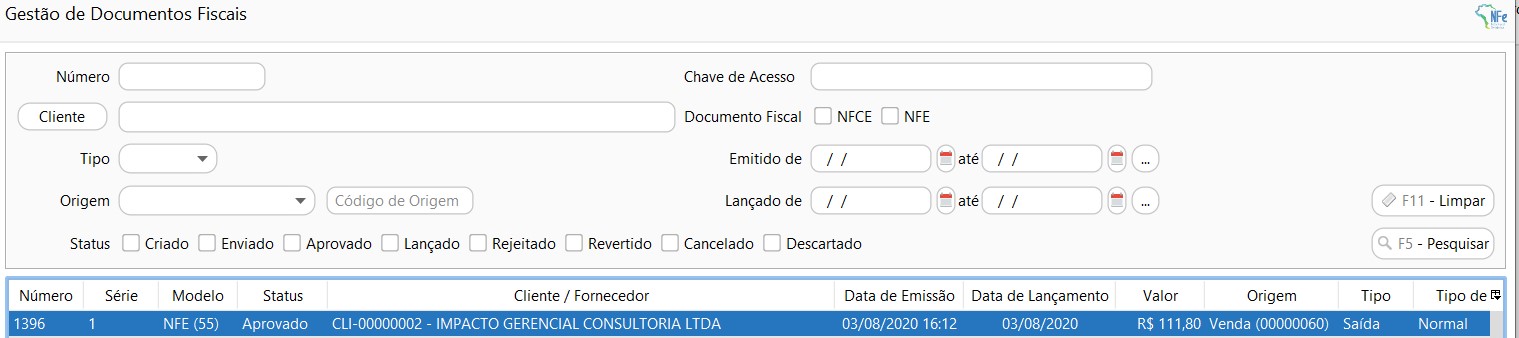 Gestão de Documentos Fiscais
NFe
Número
Chave de Acesso
Cliente
Documento Fiscal NFCE NFE
Tipo
Emitido de / / até / / ...
Origem Código de Origem
Lançado de / / até / / ...
F11 - Limpar
Status Criado Enviado Aprovado Lançado Rejeitado Revertido Cancelado Descartado
F5 - Pesquisar
Número Série Modelo Status Cliente / Fornecedor Data de Emissão Data de Lançamento Valor Origem Tipo Tipo de
1396 1 NFE (55) Aprovado CLI-00000002 - IMPACTO GERENCIAL CONSULTORIA LTDA 03/08/2020 16:12 03/08/2020 R$ 111,80 Venda (00000060) Saída Normal